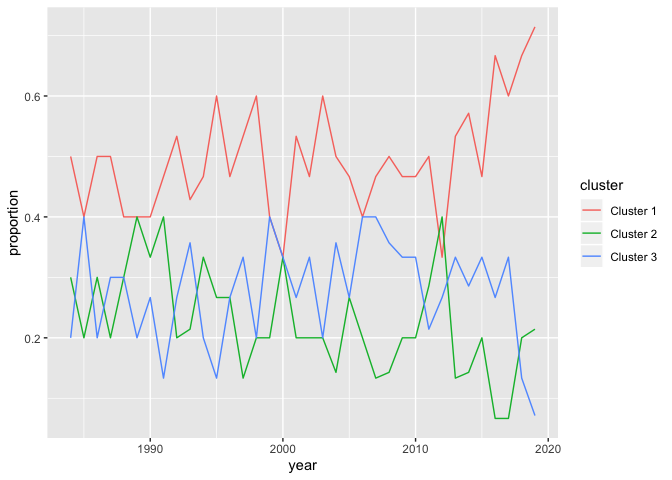 0.6
0.4
0.2
proportion
1990
2000
2010
2020
year
cluster
Cluster 1
Cluster 2
Cluster 3